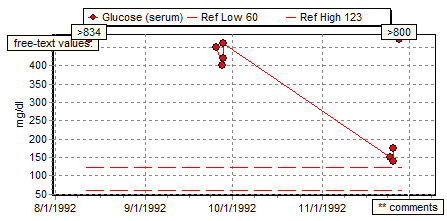 Glucose (serum) Ref Low 60 Ref High 123
>834 >800
free-text values:
400
350
300
250
200
150
100
50
mg/dl
8/1/1992 9/1/1992 10/1/1992 11/1/1992
** comments